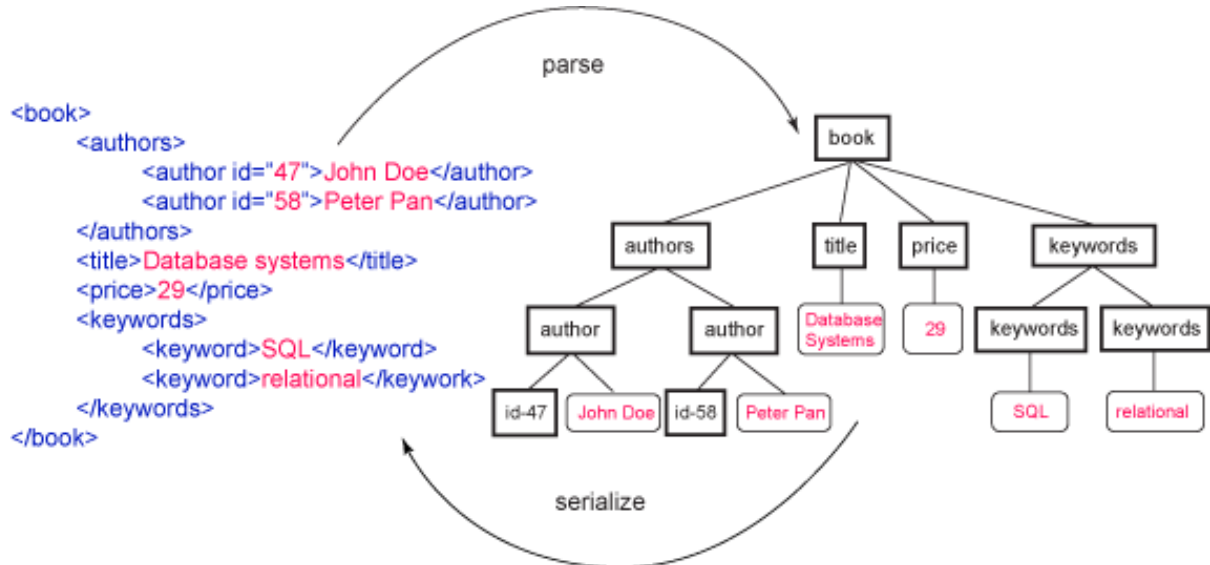 parse
<book>
<authors>
<author id="47">John Doe</author>
<author id="58">Peter Pan</author>
</authors>
<title>Database systems</title>
<price>29</price>
<keywords>
<keyword>SQL</keyword>
<keyword>relational</keywork>
</keywords>
</book>
book
authors
title
price
keywords
author
author
Database
Systems
29
keywords
keywords
id-47
John Doe
id-58
Peter Pan
SQL
relational
serialize